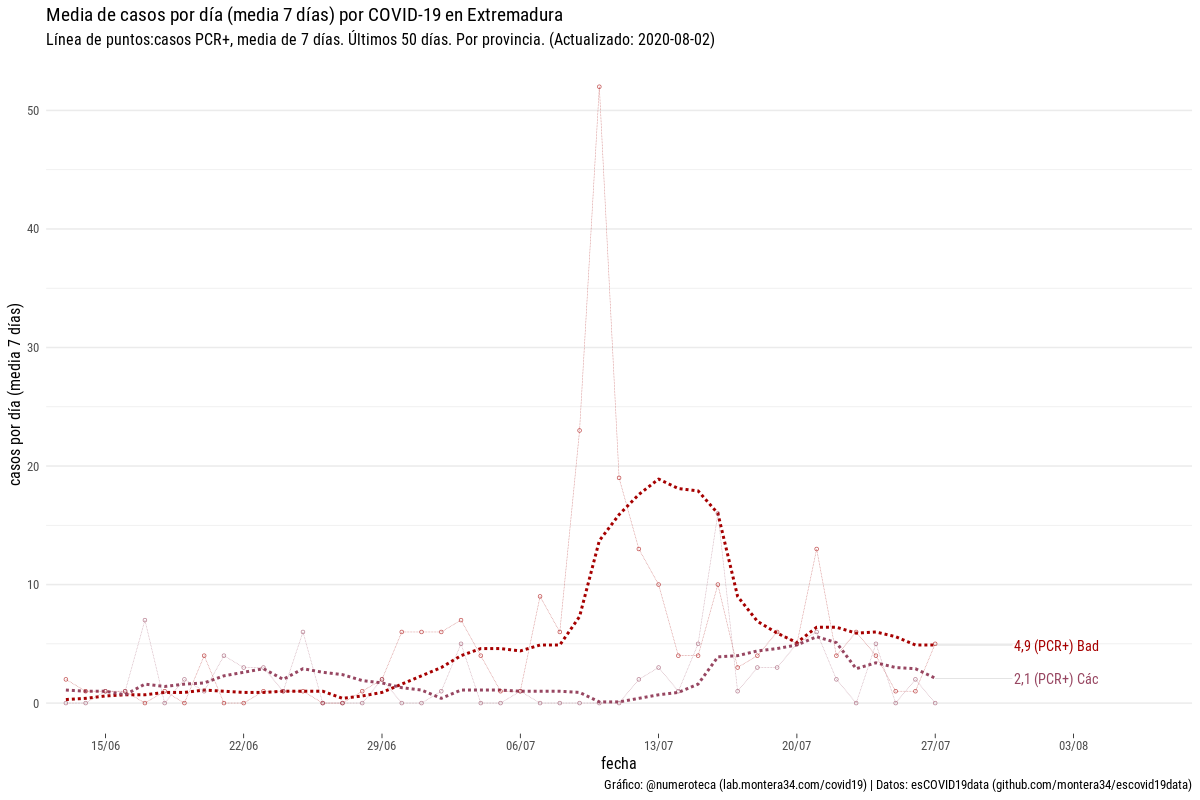 Media de casos por día (media 7 días) por COVID-19 en Extremadura
Línea de puntos:casos PCR+, media de 7 días. Últimos 50 días. Por provincia. (Actualizado: 2020-08-02)
casos por día (media 7 días)
50
40
30
20
10
0
4,9 (PCR+) Bad
2,1 (PCR+) Các
15/06
22/06
29/06
06/07
13/07
20/07
27/07
03/08
fecha
Gráfico: @numeroteca (lab.montera34.com/covid19) | Datos: esCOVID19data (github.com/montera34/escovid19data)